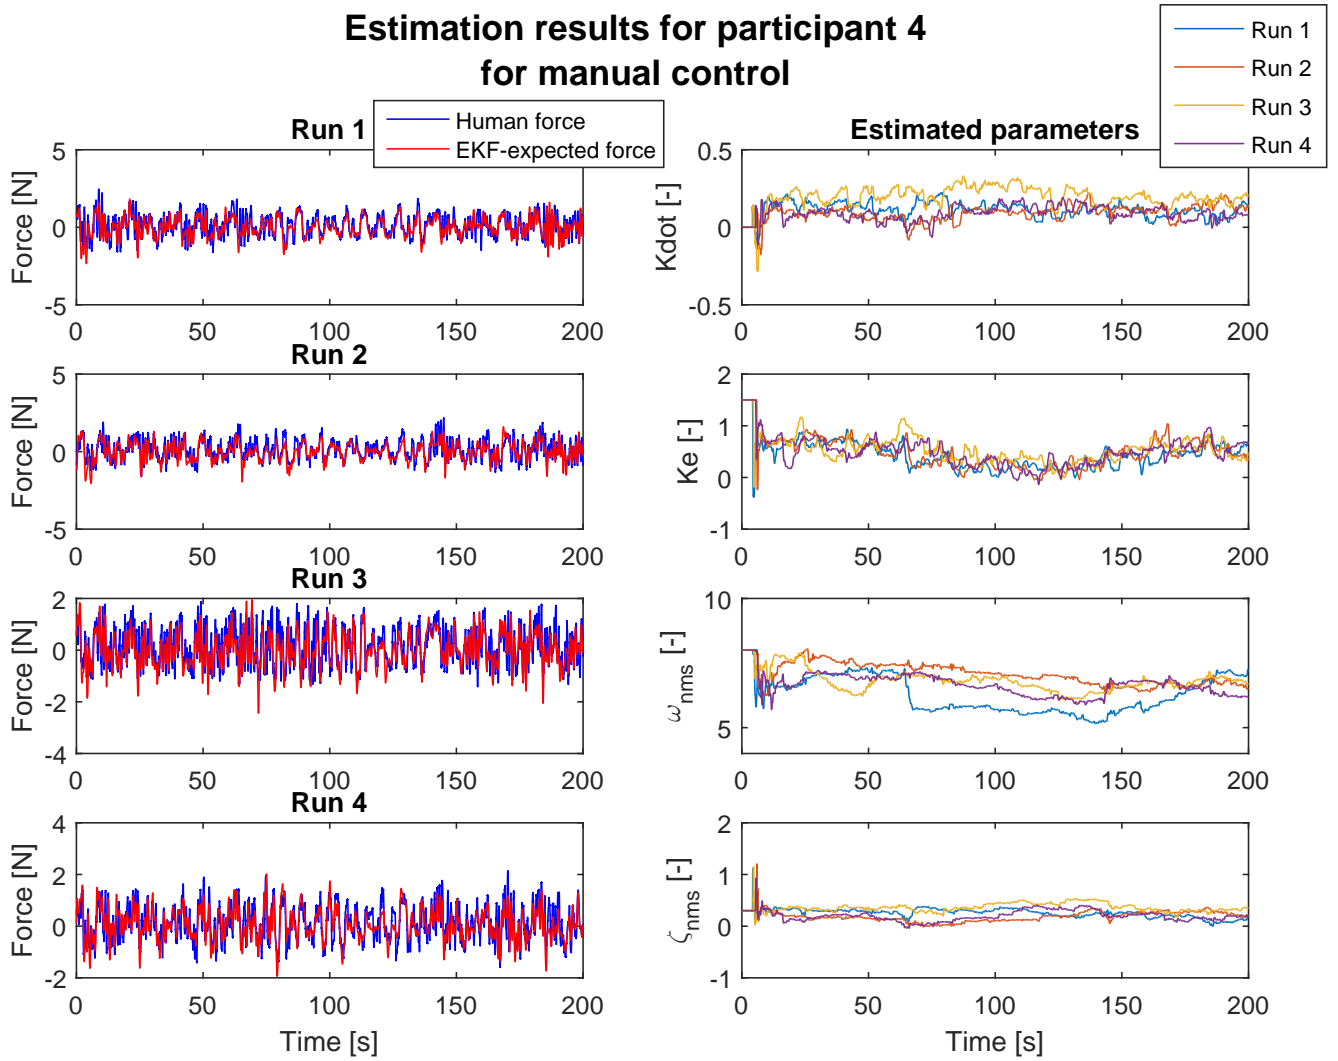 Estimation results for participant 4
for manual control
Run 1
Run 2
Run 3
Run 4
Run 1
Human force
EKF-expected force
Estimated parameters
5
0
-5
Force [N]
0 50 100 150 200
0.5
0
-0.5
Kdot [-]
0 50 100 150 200
Run 2
5
0
-5
Force [N]
0 50 100 150 200
2
1
0
-1
Ke [-]
0 50 100 150 200
Run 3
2
0
-2
-4
Force [N]
0 50 100 150 200
10
5
ωnms [-]
0 50 100 150 200
Run 4
4
2
0
-2
Force [N]
0 50 100 150 200
Time [s]
2
1
0
-1
ζnms [-]
0 50 100 150 200
Time [s]